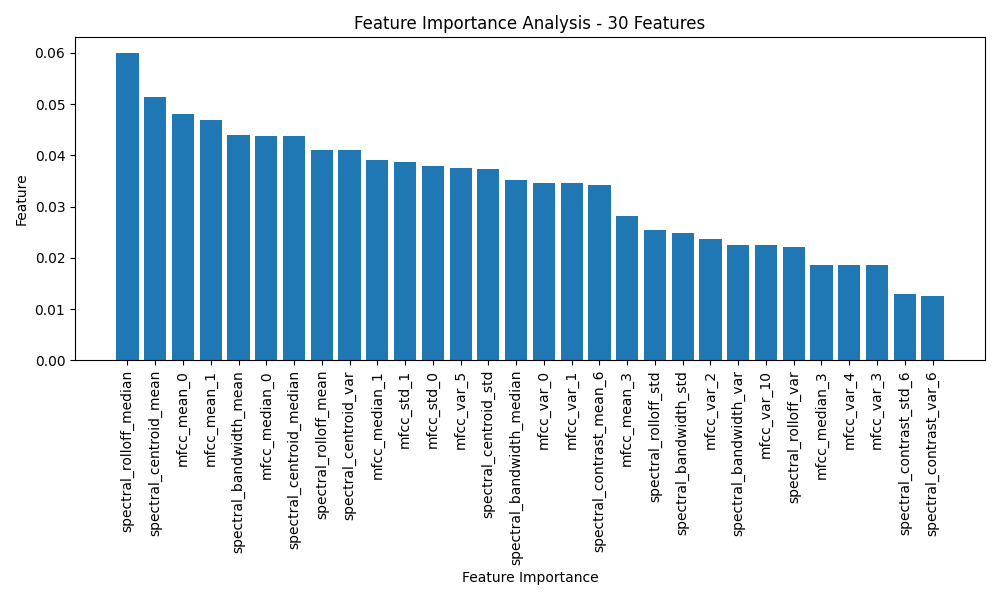 Feature Importance Analysis - 30 Features
Feature
0.06
0.05
0.04
0.03
0.02
0.01
0.00
spectral_rolloff_median
spectral_centroid_mean
mfcc_mean_0
mfcc_mean_1
spectral_bandwidth_mean
mfcc_median_0
spectral_centroid_median
spectral_rolloff_mean
spectral_centroid_var
mfcc_median_1
mfcc_std_1
mfcc_std_0
mfcc_var_5
spectral_centroid_std
spectral_bandwidth_median
mfcc_var_0
mfcc_var_1
spectral_contrast_mean_6
mfcc_mean_3
spectral_rolloff_std
spectral_bandwidth_std
mfcc_var_2
spectral_bandwidth_var
mfcc_var_10
spectral_rolloff_var
mfcc_median_3
mfcc_var_4
mfcc_var_3
spectral_contrast_std_6
spectral_contrast_var_6
Feature Importance